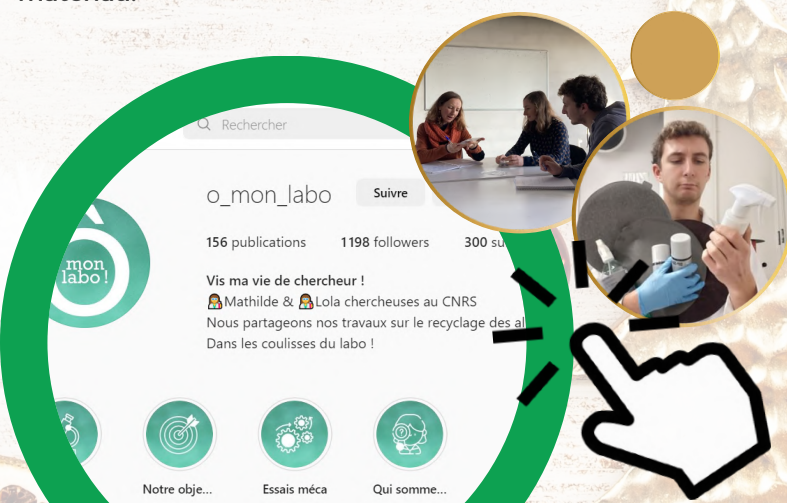 Rechercher
o_mon_labo Suivre
156 publications 1198 followers 300 su
mon
labo !
Vis ma vie de chercheur !
Mathilde & Lola chercheuses au CNRS
Nous partageons nos travaux sur le recyclage des al
Dans les coulisses du labo !
Notre obje... Essais méca Qui somme...